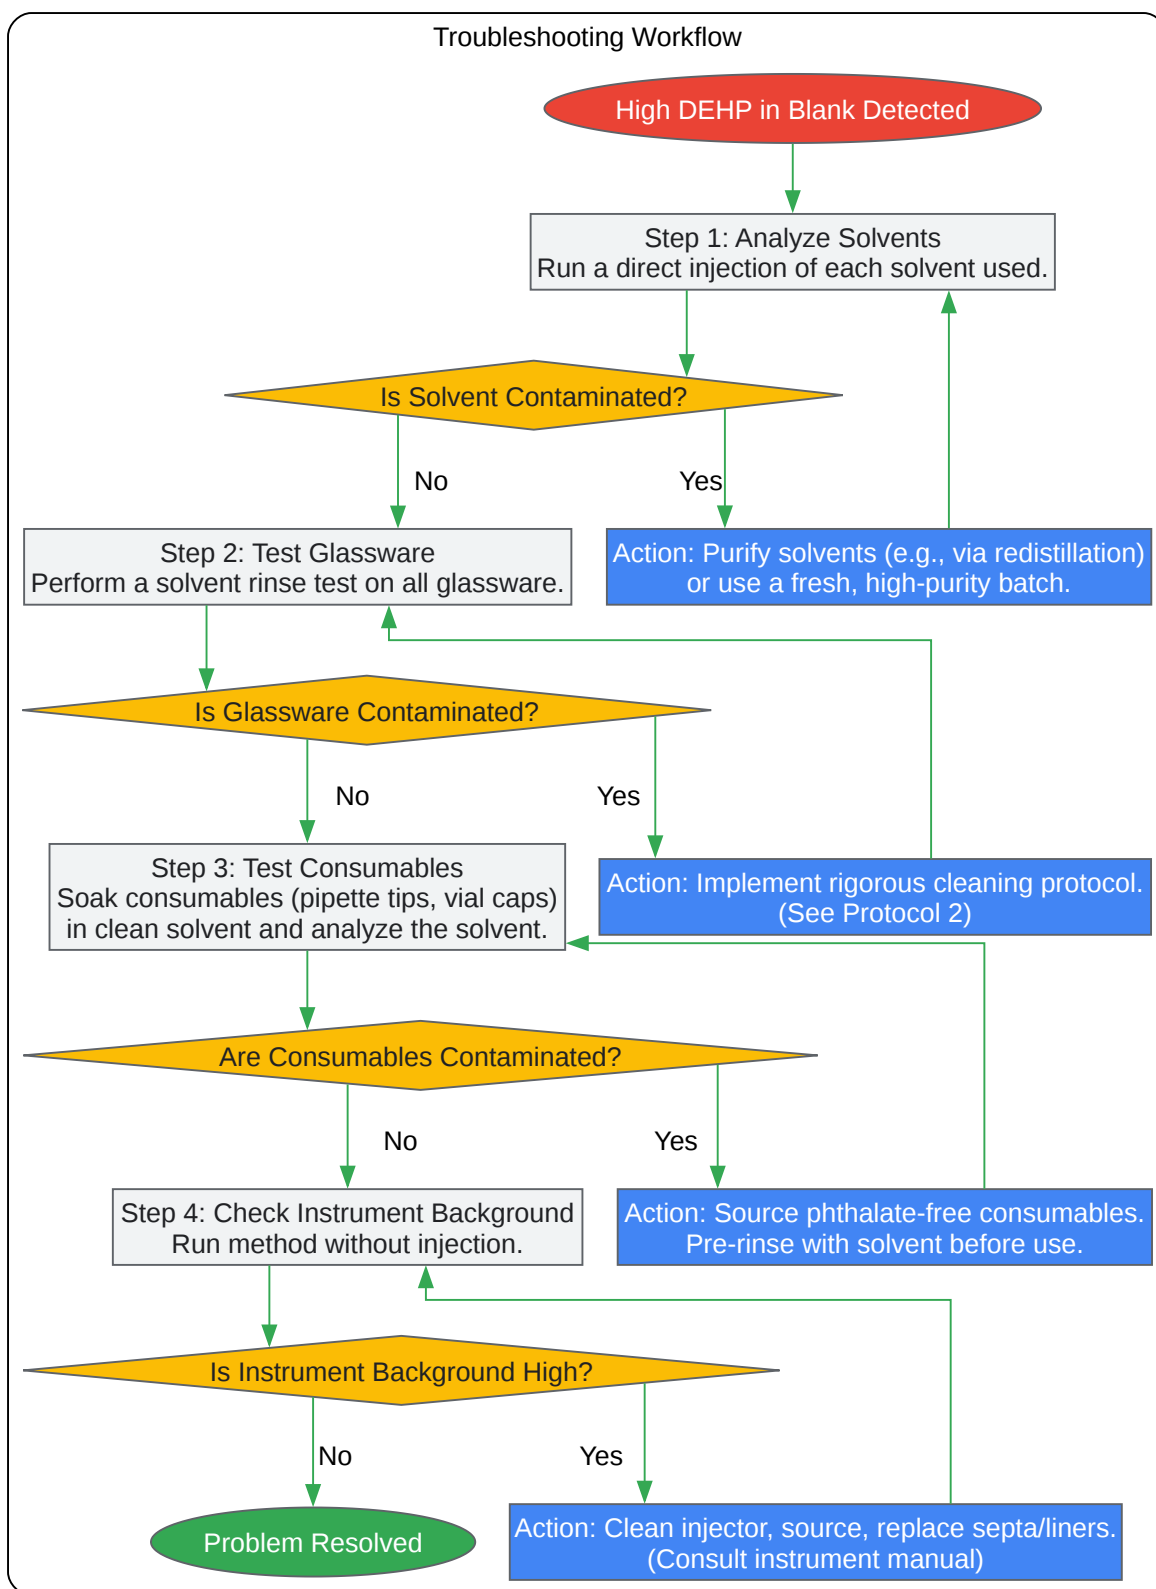 Troubleshooting Workflow
High DEHP in Blank Detected
Step 1: Analyze Solvents
Run a direct injection of each solvent used.
Is Solvent Contaminated?
No
Yes
Step 2: Test Glassware
Perform a solvent rinse test on all glassware.
Action: Purify solvents (e.g., via redistillation)
or use a fresh, high-purity batch.
Is Glassware Contaminated?
No
Yes
Step 3: Test Consumables
Soak consumables (pipette tips, vial caps)
in clean solvent and analyze the solvent.
Action: Implement rigorous cleaning protocol.
(See Protocol 2)
Are Consumables Contaminated?
No
Yes
Step 4: Check Instrument Background
Run method without injection.
Action: Source phthalate-free consumables.
Pre-rinse with solvent before use.
Is Instrument Background High?
No
Yes
Problem Resolved
Action: Clean injector, source, replace septa/liners.
(Consult instrument manual)